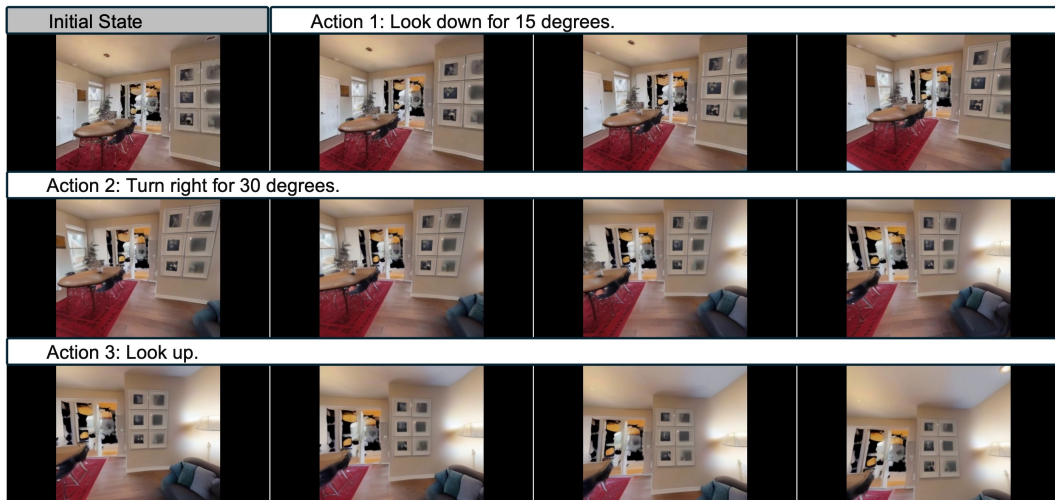 Initial State
Action 1: Look down for 15 degrees.
Action 2: Turn right for 30 degrees.
Action 3: Look up.